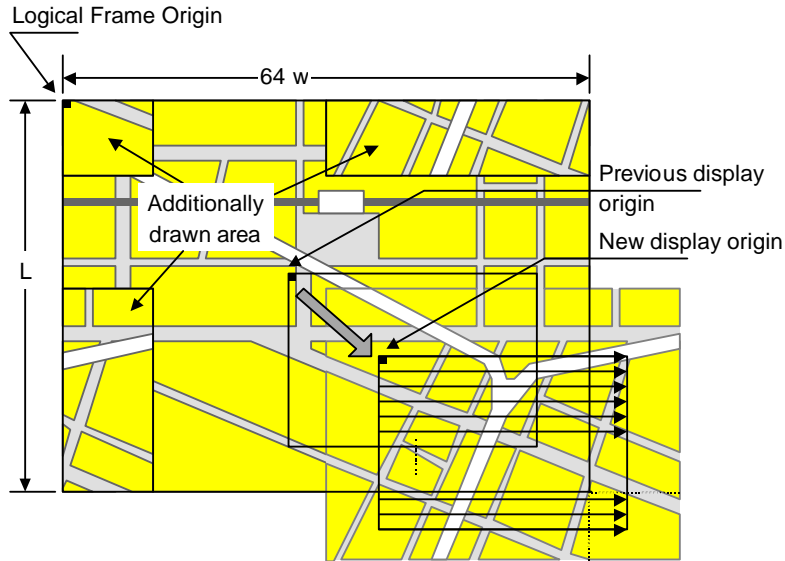 Logical Frame Origin
64 w
Previous display
origin
Additionally
drawn area
New display origin
L